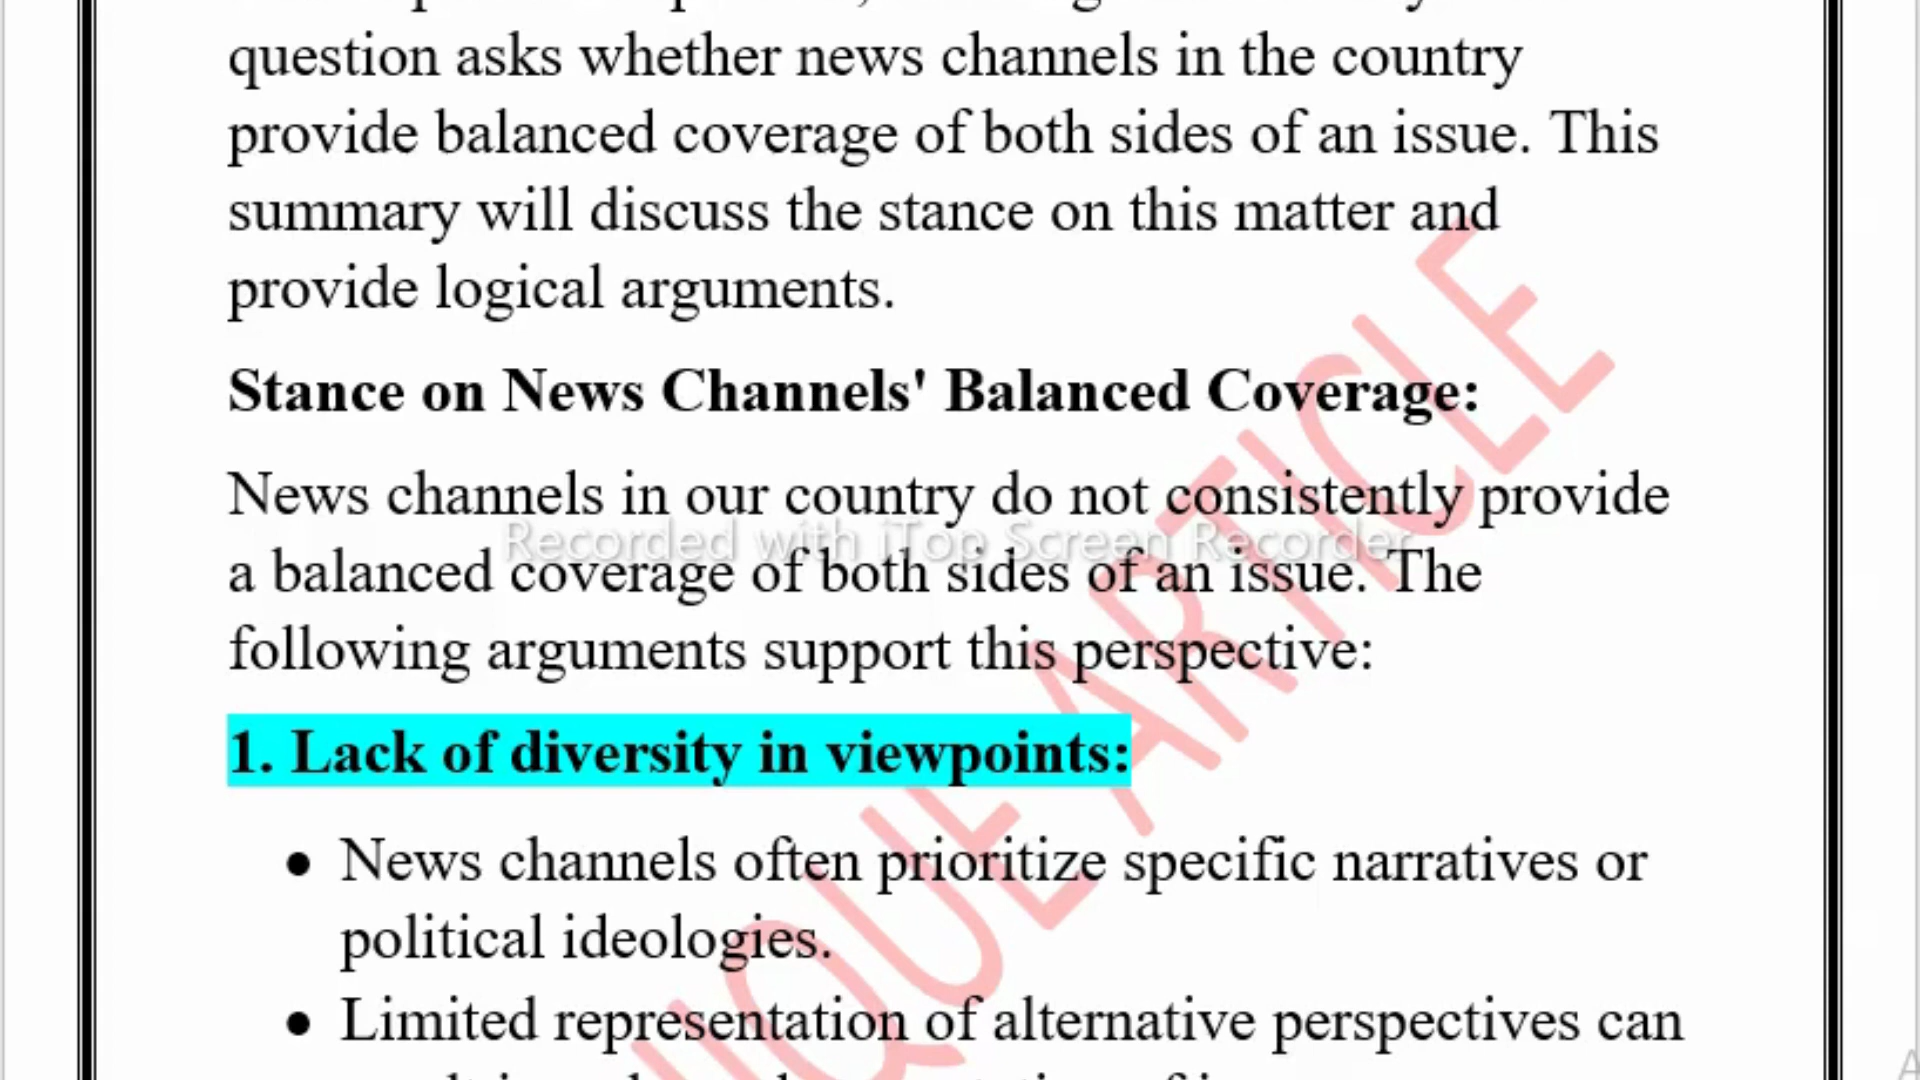 question asks whether news channels in the country
provide balanced coverage of both sides of an issue. This
summary will discuss the stance on this matter and
provide logical arguments.
Stance on News Channels' Balanced Coverage:
News channels in our country do not consistently provide
Recorded with iTop Screen Recorder
a balanced coverage of both sides of an issue. The
following arguments support this perspective:
1. Lack of diversity in viewpoints:
● News channels often prioritize specific narratives or
political ideologies.
● Limited representation of alternative perspectives can
ARTICLE